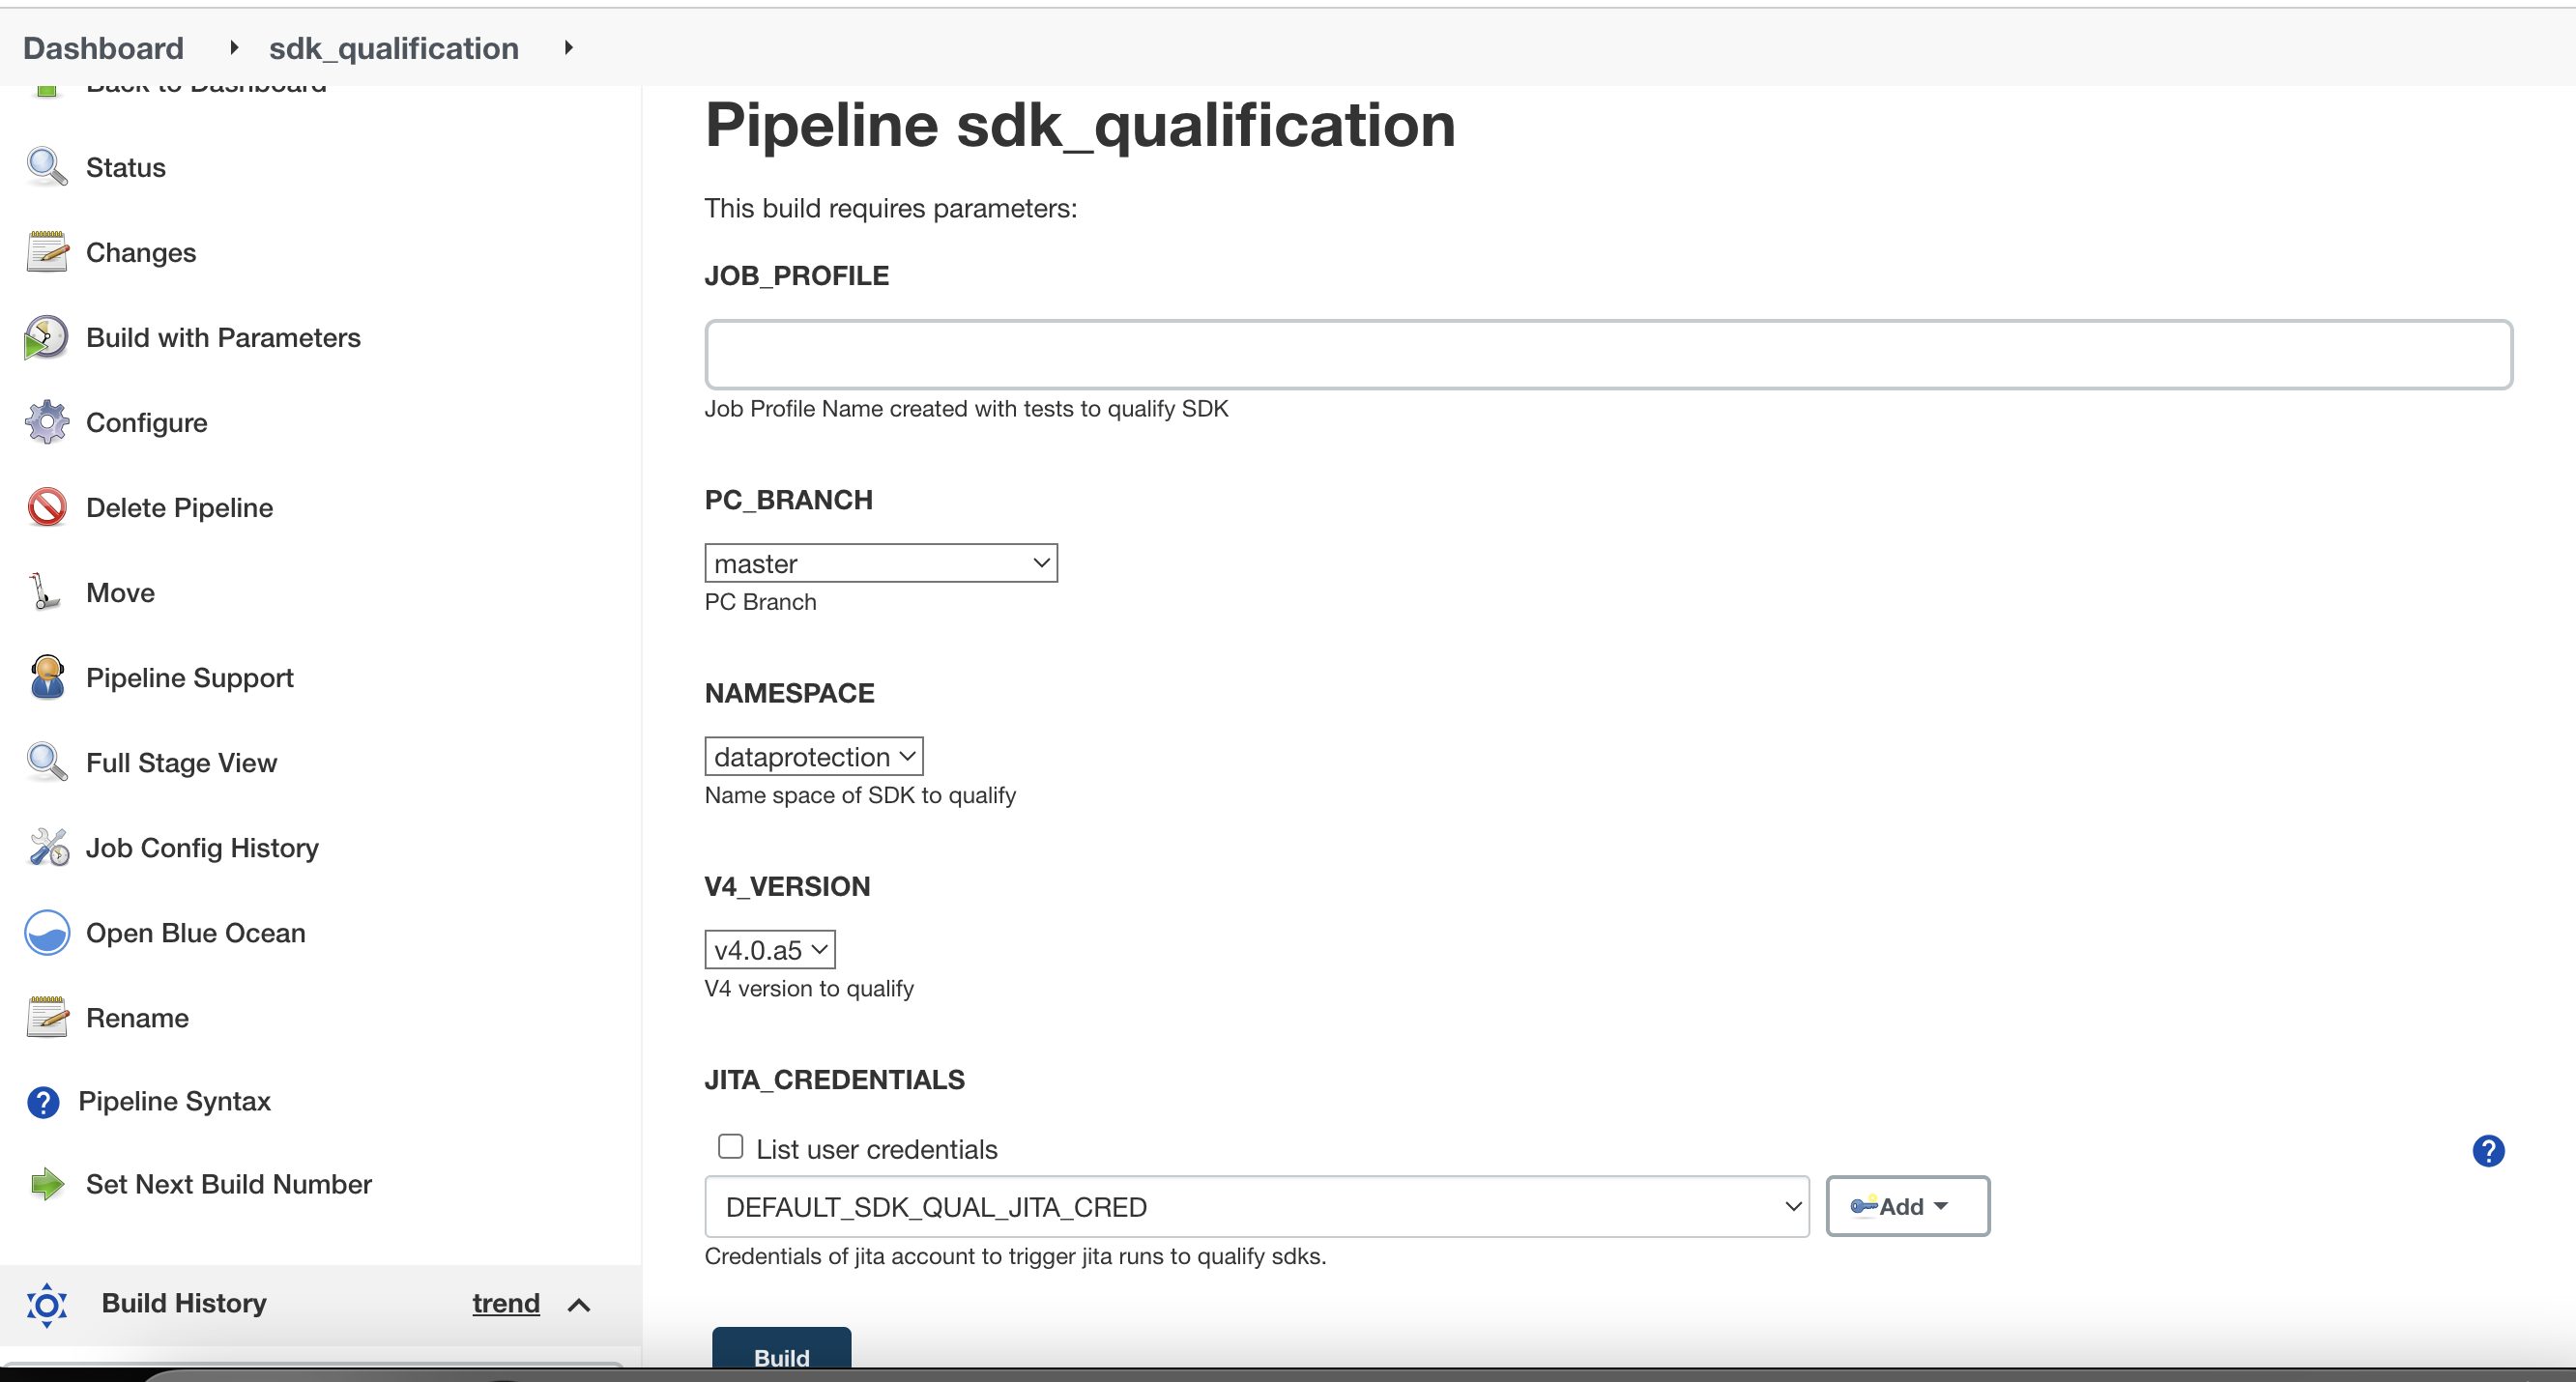 Dashboard
sdk_qualification
Back to Dashboard
Status
Changes
Build with Parameters
Configure
Delete Pipeline
Move
Pipeline Support
Full Stage View
Job Config History
Open Blue Ocean
Rename
? Pipeline Syntax
Set Next Build Number
Build History trend
Pipeline sdk_qualification
This build requires parameters:
JOB_PROFILE
Job Profile Name created with tests to qualify SDK
PC_BRANCH
master
PC Branch
NAMESPACE
dataprotection
Name space of SDK to qualify
V4_VERSION
v4.0.a5
V4 version to qualify
JITA_CREDENTIALS
List user credentials
?
DEFAULT_SDK_QUAL_JITA_CRED
Add
Credentials of jita account to trigger jita runs to qualify sdks.
Build